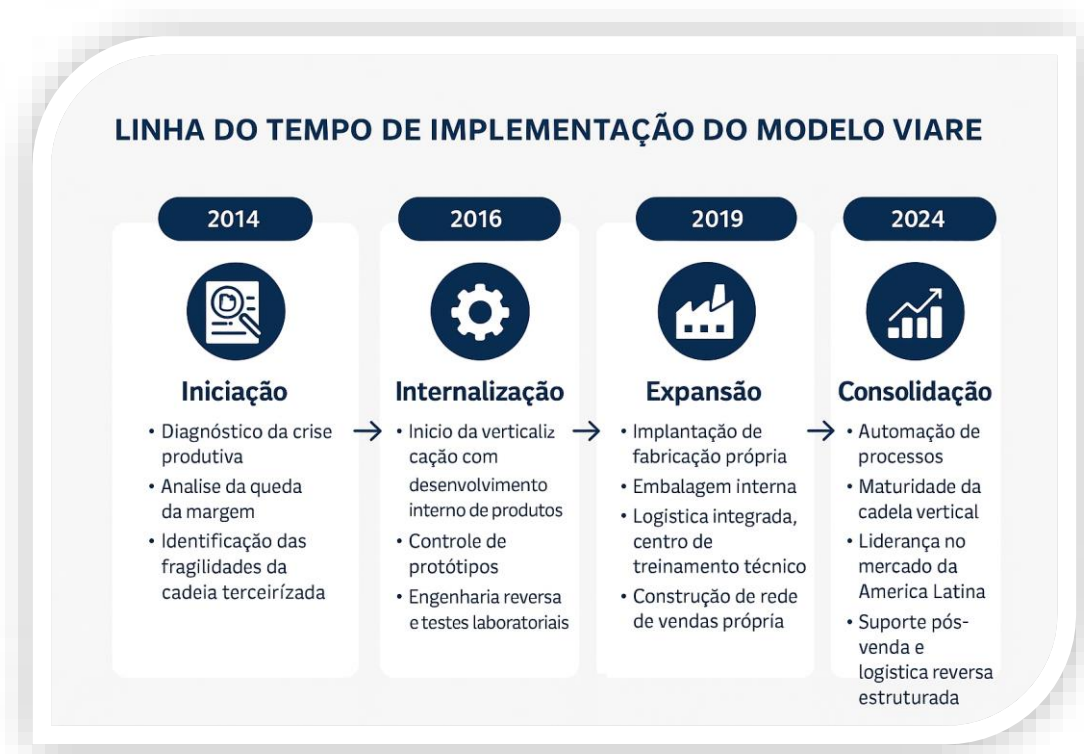 LINHA DO TEMPO DE IMPLEMENTAÇÃO DO MODELO VIARE
2014
Iniciação
• Diagnóstico da crise
produtiva
• Analise da queda
da margem
• Identificação das
fragilidades da
cadeia terceirízada
2016
Internalização
• Inicio da verticaliz
cação com
desenvolvimento
interno de produtos
• Controle de
protótipos
• Engenharia reversa
e testes laboratoriais
2019
Expansão
• Implantação de
fabricação própria
• Embalagem interna
• Logistica integrada,
centro de
treinamento técnico
• Construção de rede
de vendas própria
2024
Consolidação
• Automação de
processos
• Maturidade da
cadela vertical
• Liderança no
mercado da
America Latina
• Suporte pós-
venda e
logistica reversa
estruturada